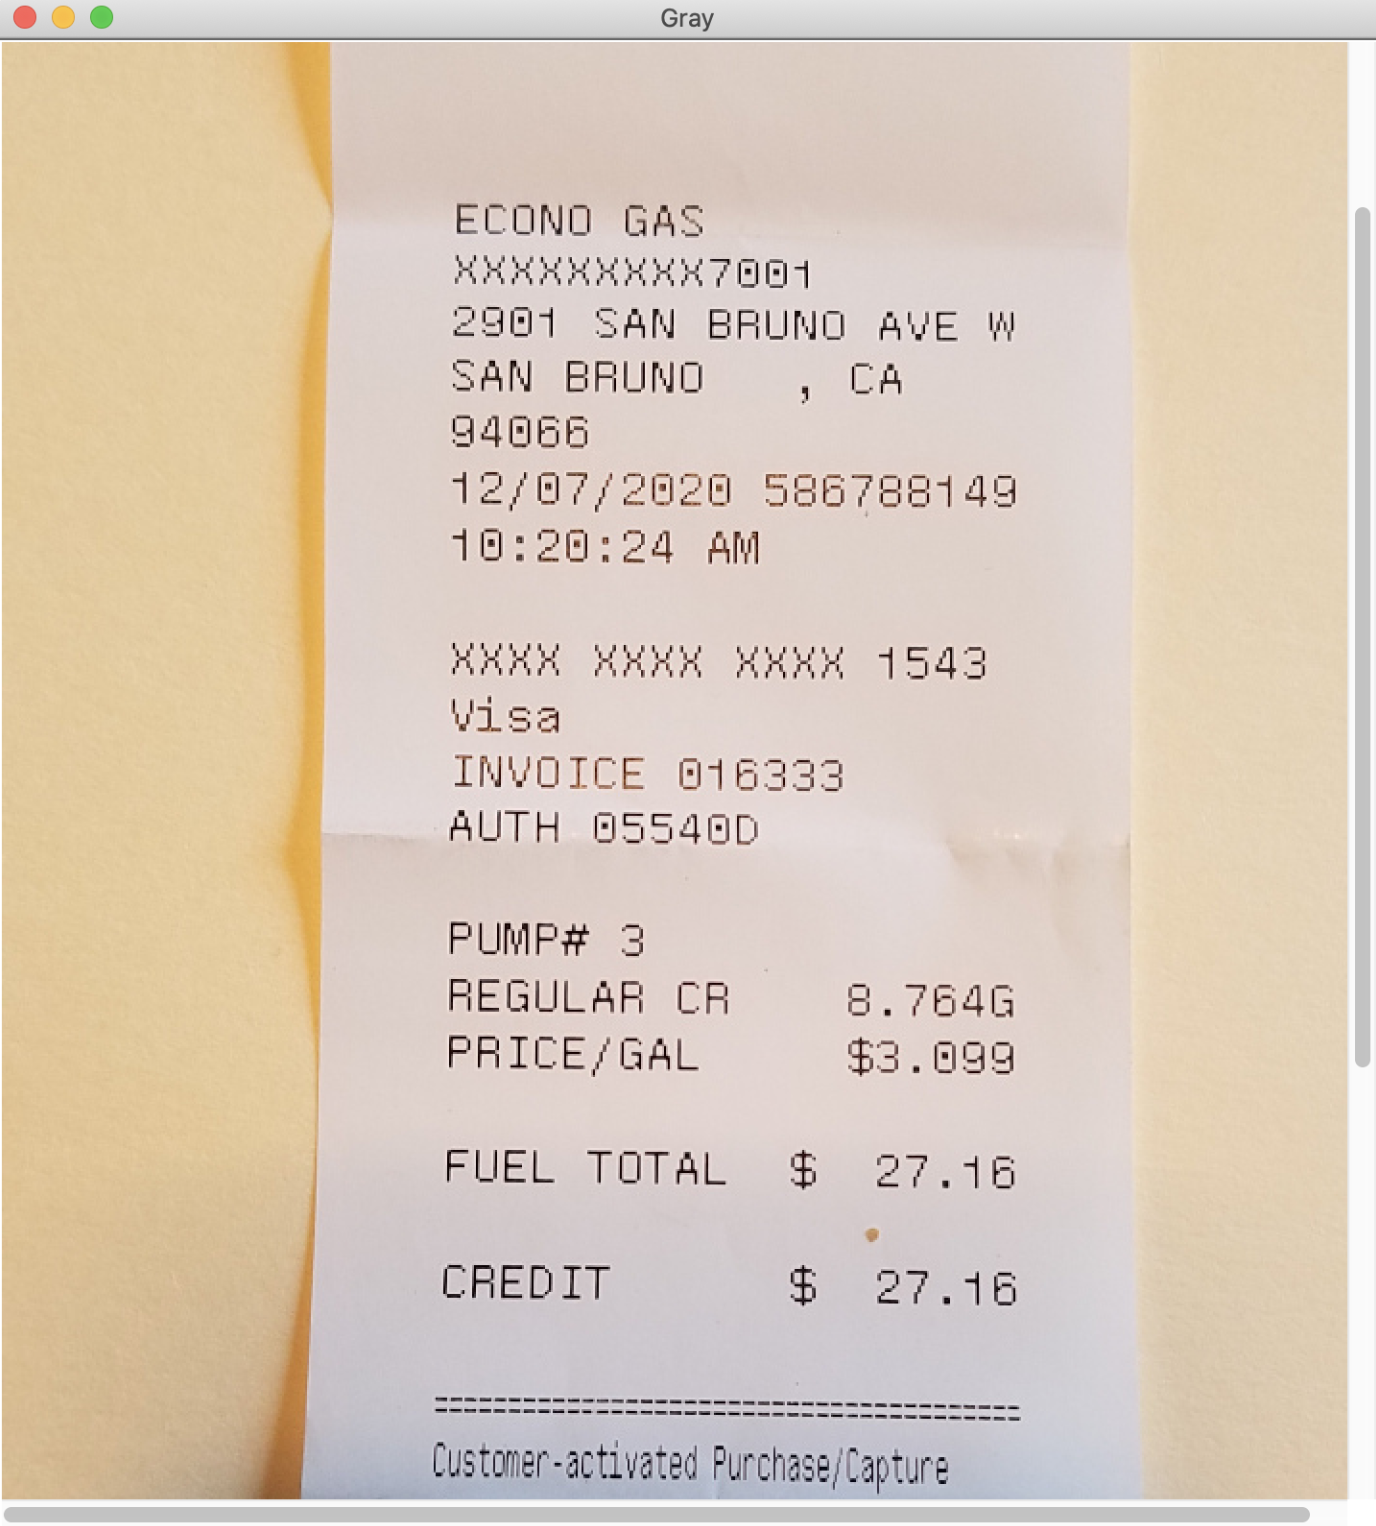 Gray
ECONO GAS
XXXXXXXXX7001
2901 SAN BRUNO AVE W
SAN BRUNO   , CA
94066
12/07/2020 586788149
10:20:24 AM
XXXX XXXX XXXX 1543
Visa
INVOICE 016333
AUTH 05540D
PUMP# 3
REGULAR CR    8.764G
PRICE/GAL     $3.099
FUEL TOTAL  $  27.16
CREDIT      $  27.16
========================================
Customer-activated Purchase/Capture